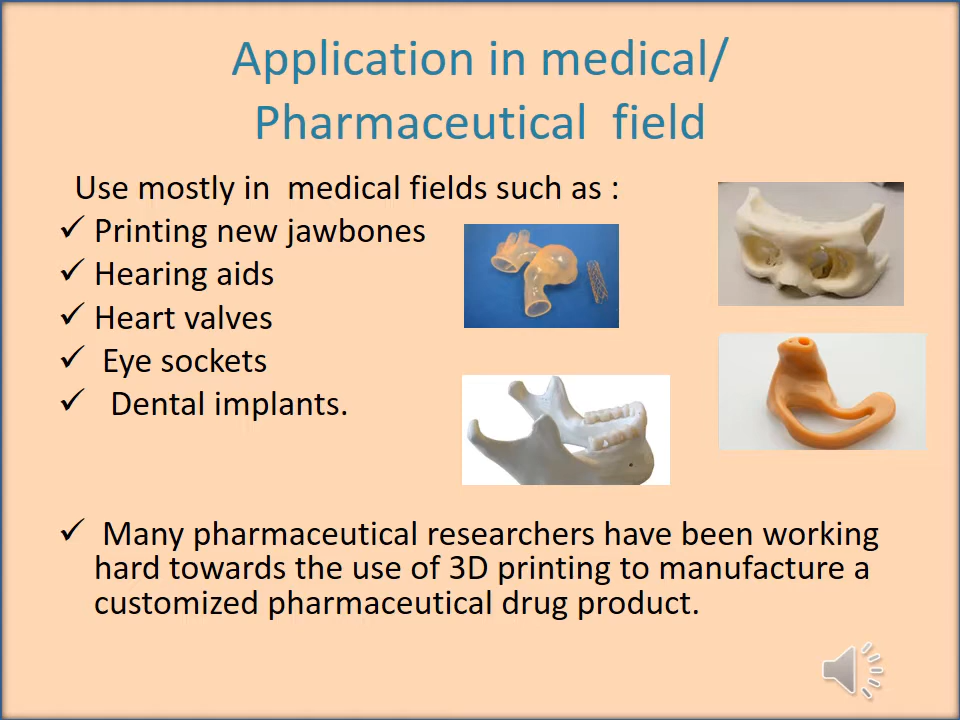 Application in medical/
Pharmaceutical  field
Use mostly in  medical fields such as :
✓ Printing new jawbones
✓ Hearing aids
✓ Heart valves
✓  Eye sockets
✓   Dental implants.
✓  Many pharmaceutical researchers have been working
hard towards the use of 3D printing to manufacture a
customized pharmaceutical drug product.